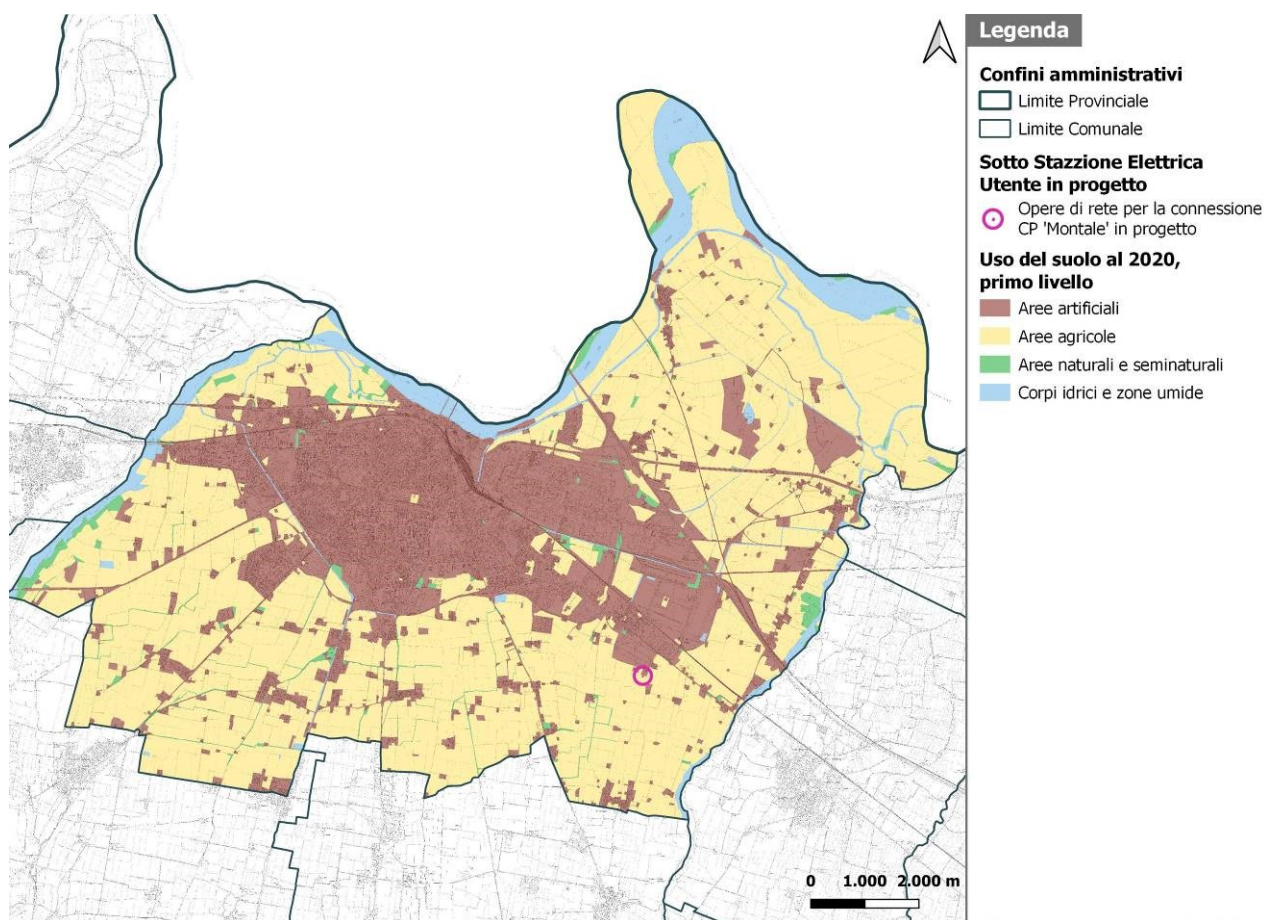 Legenda
Confini amministrativi
Limite Provinciale
Limite Comunale
Sotto Stazzione Elettrica
Utente in progetto
Opere di rete per la connessione
CP 'Montale' in progetto
Uso del suolo al 2020,
primo livello
Aree artificiali
Aree agricole
Aree naturali e seminaturali
Corpi idrici e zone umide
0 1.000 2.000 m